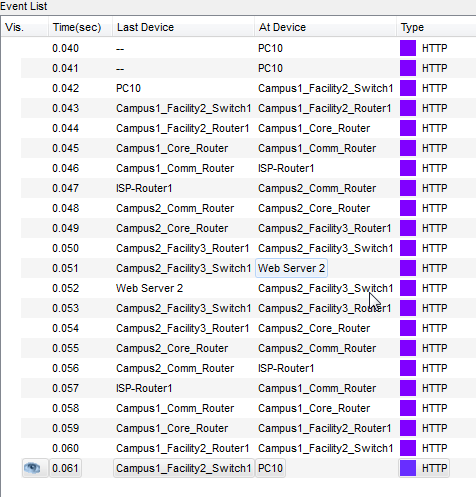 Event List
Vis. Time(sec) Last Device At Device Type
0.040 -- PC10 HTTP
0.041 -- PC10 HTTP
0.042 PC10 Campus1_Facility2_Switch1 HTTP
0.043 Campus1_Facility2_Switch1 Campus1_Facility2_Router1 HTTP
0.044 Campus1_Facility2_Router1 Campus1_Core_Router HTTP
0.045 Campus1_Core_Router Campus1_Comm_Router HTTP
0.046 Campus1_Comm_Router ISP-Router1 HTTP
0.047 ISP-Router1 Campus2_Comm_Router HTTP
0.048 Campus2_Comm_Router Campus2_Core_Router HTTP
0.049 Campus2_Core_Router Campus2_Facility3_Router1 HTTP
0.050 Campus2_Facility3_Router1 Campus2_Facility3_Switch1 HTTP
0.051 Campus2_Facility3_Switch1 Web Server 2 HTTP
0.052 Web Server 2 Campus2_Facility3_Switch1 HTTP
0.053 Campus2_Facility3_Switch1 Campus2_Facility3_Router1 HTTP
0.054 Campus2_Facility3_Router1 Campus2_Core_Router HTTP
0.055 Campus2_Core_Router Campus2_Comm_Router HTTP
0.056 Campus2_Comm_Router ISP-Router1 HTTP
0.057 ISP-Router1 Campus1_Comm_Router HTTP
0.058 Campus1_Comm_Router Campus1_Core_Router HTTP
0.059 Campus1_Core_Router Campus1_Facility2_Router1 HTTP
0.060 Campus1_Facility2_Router1 Campus1_Facility2_Switch1 HTTP
0.061 Campus1_Facility2_Switch1 PC10 HTTP